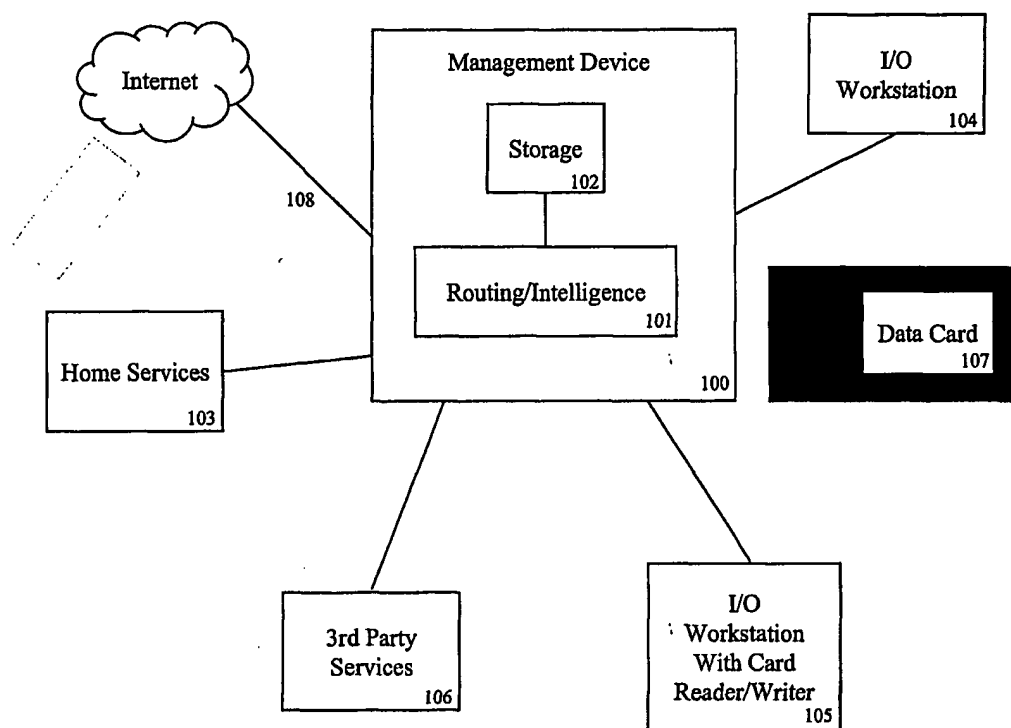 Internet
Management Device
I/O
Workstation
104
Storage
102
108
Routing/Intelligence
101
Data Card
107
Home Services
103
100
3rd Party
Services
106
I/O
Workstation
With Card
Reader/Writer
105